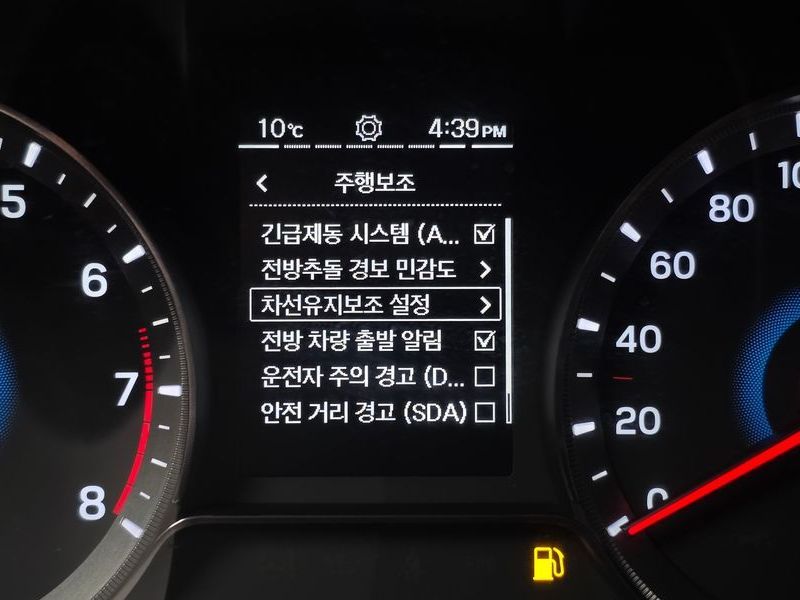 10°C 4:39PM
< 주행보조
긴급제동 시스템 (A...
전방추돌 경보 민감도 >
차선유지보조 설정 >
전방 차량 출발 알림
운전자 주의 경고 (D...
안전 거리 경고 (SDA)
5
6
7
8
10
80
60
40
20
0